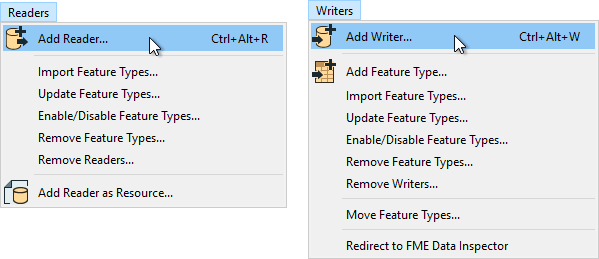 Readers
Add Reader... Ctrl+Alt+R
Import Feature Types...
Update Feature Types...
Enable/Disable Feature Types...
Remove Feature Types...
Remove Readers...
Add Reader as Resource...
Writers
Add Writer... Ctrl+Alt+W
Add Feature Type...
Import Feature Types...
Update Feature Types...
Enable/Disable Feature Types...
Remove Feature Types...
Remove Writers...
Move Feature Types...
Redirect to FME Data Inspector